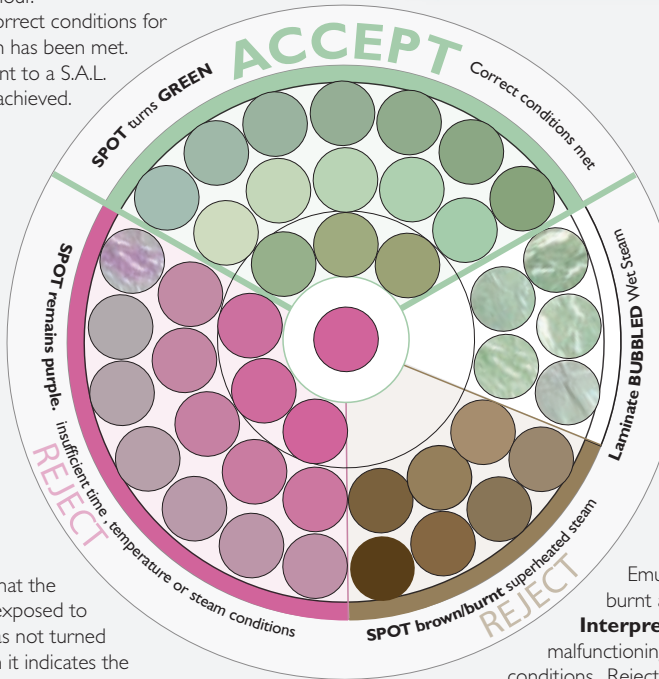 our.
orrect conditions for
n has been met.
nt to a S.A.L.
achieved.
ACCEPT
SPOT turns GREEN
Correct conditions met
SPOT remains purple.
insufficient time , temperature or steam conditions
REJECT
Laminate BUBBLED Wet Steam
SPOT brown/burnt superheated steam
REJECT
hat the
exposed to
as not turned
it indicates the
Emu
burnt
Interpre
malfunctioning
conditions. Reject